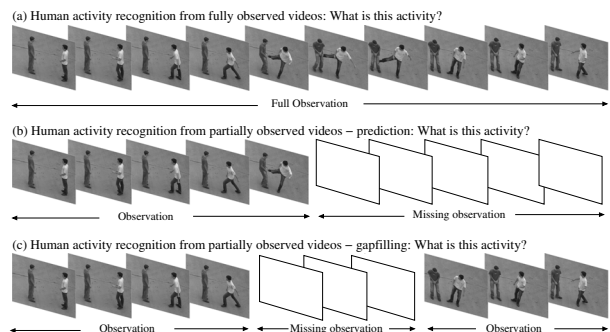 (a) Human activity recognition from fully observed videos: What is this activity?
Full Observation
(b) Human activity recognition from partially observed videos − prediction: What is this activity?
Observation Missing observation
(c) Human activity recognition from partially observed videos − gapfilling: What is this activity?
Observation Missing observation Observation